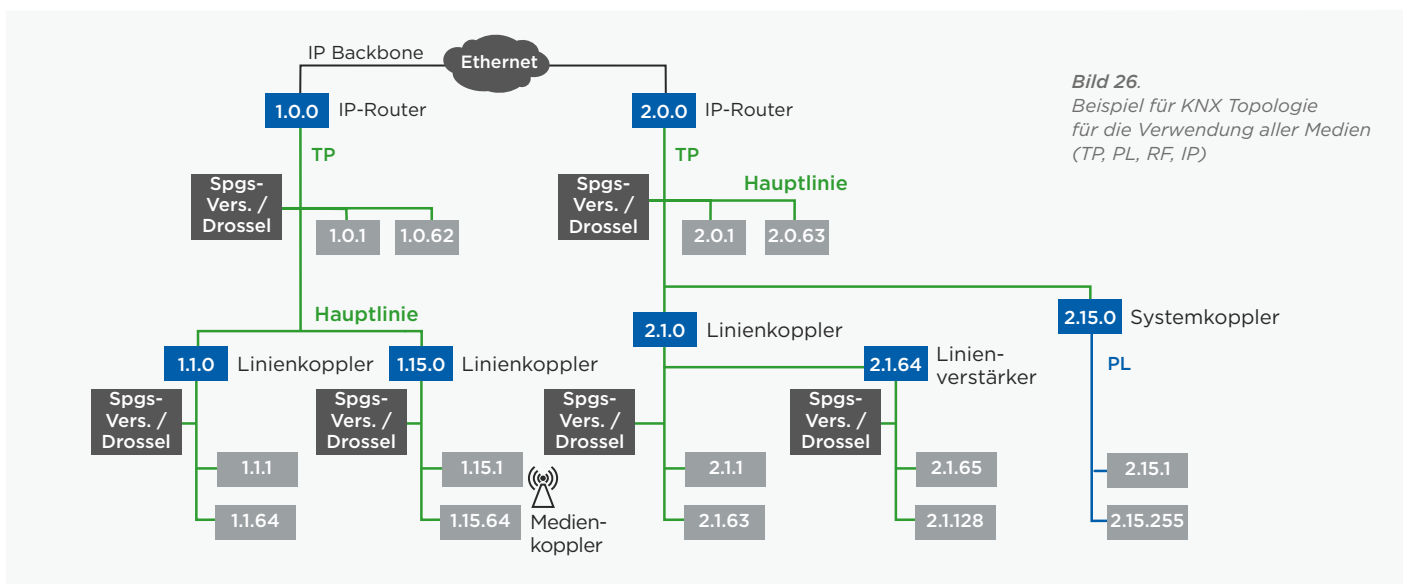 IP Backbone
Ethernet
Bild 26.
Beispiel für KNX Topologie
für die Verwendung aller Medien
(TP, PL, RF, IP)
1.0.0
IP-Router
2.0.0
IP-Router
TP
TP
Spgs-
Vers. /
Drossel
1.0.1
1.0.62
Spgs-
Vers. /
Drossel
Hauptlinie
2.0.1
2.0.63
Hauptlinie
1.1.0
Linienkoppler
1.15.0
Linienkoppler
2.1.0
Linienkoppler
2.1.64
Linien-
verstärker
2.15.0
Systemkoppler
PL
Spgs-
Vers. /
Drossel
1.1.1
1.1.64
Spgs-
Vers. /
Drossel
1.15.1
1.15.64
Medien-
koppler
Spgs-
Vers. /
Drossel
2.1.1
2.1.63
Spgs-
Vers. /
Drossel
2.1.65
2.1.128
2.15.1
2.15.255